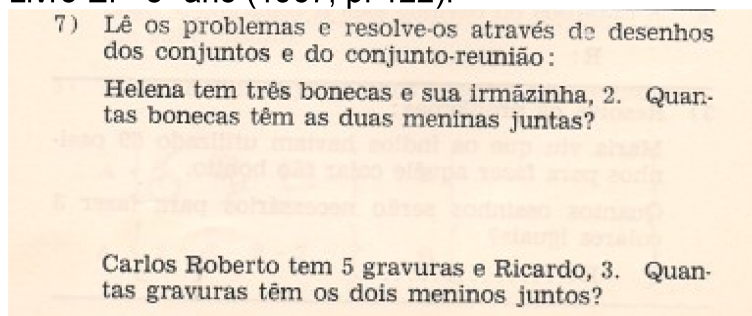 7) Lê os problemas e resolve-os através de desenhos
dos conjuntos e do conjunto-reunião:
Helena tem três bonecas e sua irmãzinha, 2. Quan-
tas bonecas têm as duas meninas juntas?
Carlos Roberto tem 5 gravuras e Ricardo, 3. Quan-
tas gravuras têm os dois meninos juntos?